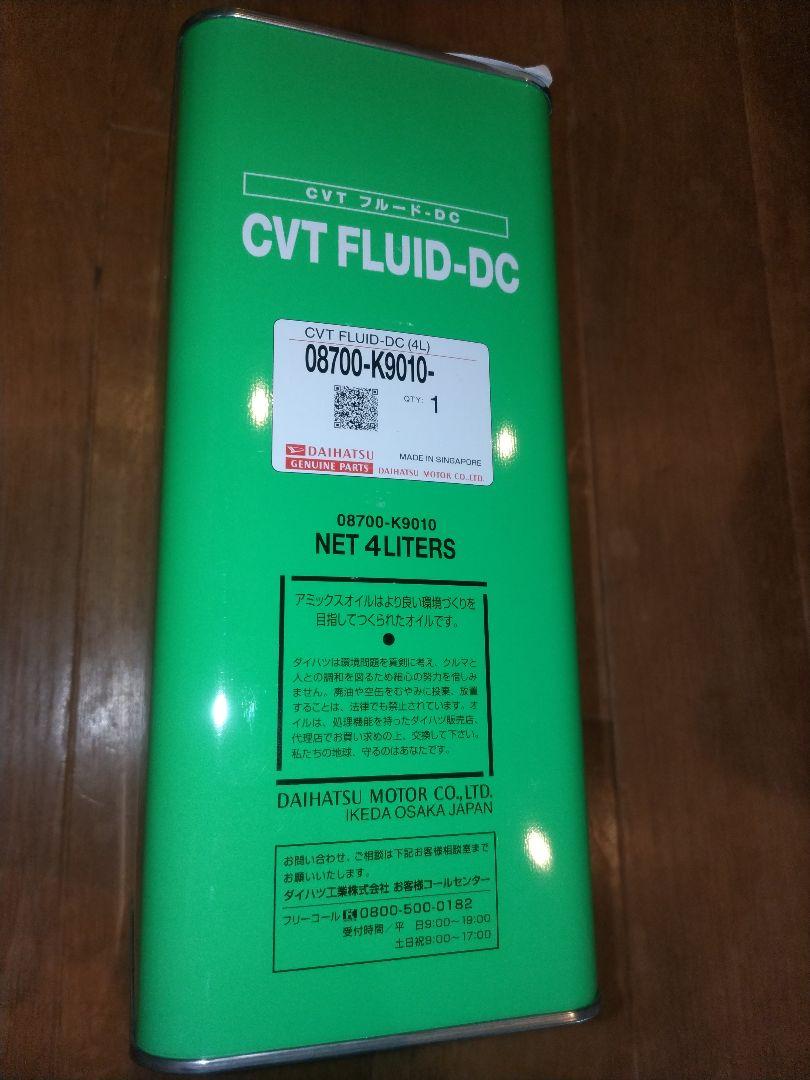 CVT フルード-DC
CVT FLUID-DC
CVT FLUID-DC (4L)
08700-K9010-
QTY: 1
DAIHATSU
GENUINE PARTS
MADE IN SINGAPORE
DAIHATSU MOTOR CO.,LTD.
08700-K9010
NET 4 LITERS
アミックスオイルはより良い環境づくりを
目指してつくられたオイルです。
ダイハツは環境問題を真剣に考え、クルマと
人との調和を図るため細心の努力を惜しみ
ません。廃油や空缶をむやみに投棄、放置
することは、法律でも禁止されています。オ
イルは、処理機能を持ったダイハツ販売店、
代理店でお買い求めの上、交換して下さい。
私たちの地球、守るのはあなたです。
DAIHATSU MOTOR CO.,LTD.
IKEDA OSAKA JAPAN
お問い合わせ、ご相談は下記お客様相談室まで
お願いいたします。
ダイハツ工業株式会社 お客様コールセンター
フリーコール 0800-500-0182
受付時間/平 日9:00~19:00
土日祝9:00~17:00